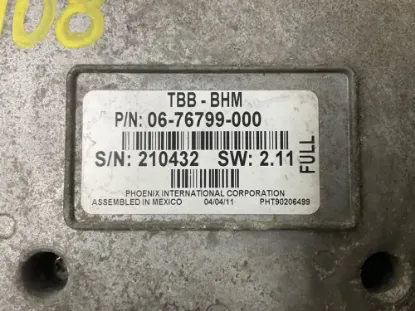 108
TBB - BHM
P/N: 06-76799-000
S/N: 210432 SW: 2.11
FULL
PHOENIX INTERNATIONAL CORPORATION
ASSEMBLED IN MEXICO 04/04/11 PHT90206499